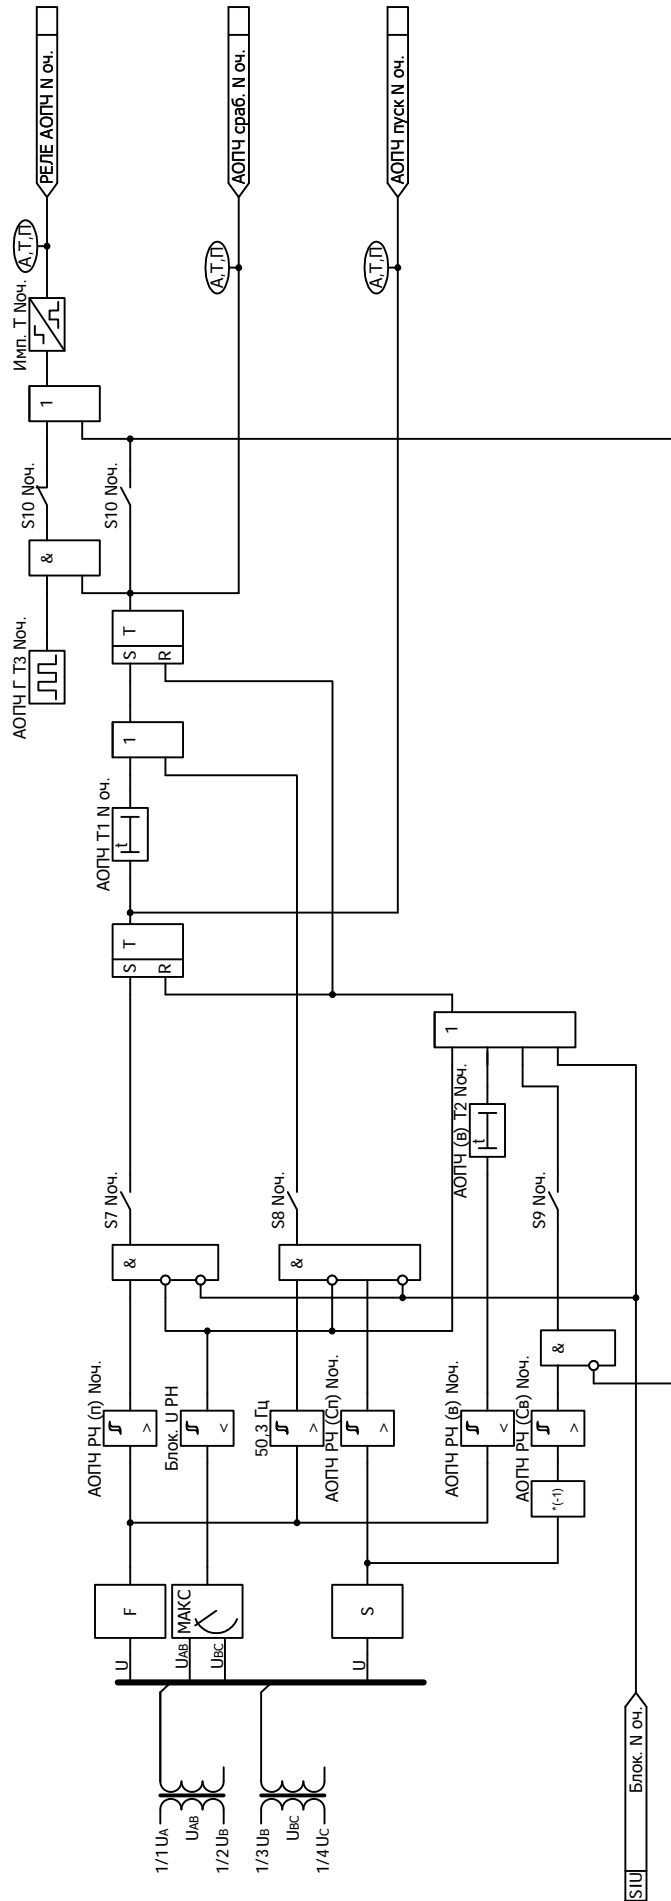 РЕЛЕ АОПЧ N оч.
А,Т,П
Имп. T Nоч.
1
S10 Nоч.
&
АОПЧ Г Т3 Nоч.
АОПЧ сраб. N оч.
А,Т,П
АОПЧ пуск N оч.
А,Т,П
S10 Nоч.
S T
R
1
АОПЧ Т1 N оч.
t
S T
R
1
S7 Nоч.
&
S8 Nоч.
&
АОПЧ (в) T2 Nоч.
t
S9 Nоч.
&
АОПЧ РЧ (п) Nоч.
>
Блок. U РН
<
50,3 Гц
>
АОПЧ РЧ (Сп) Nоч.
>
АОПЧ РЧ (в) Nоч.
<
АОПЧ РЧ (Св) Nоч.
>
*(-1)
F
МАКС
S
U
UAB
UBC
U
1/1 UA
UAB
1/2 UB
1/3 UB
UBC
1/4 UC
SIU
Блок. N оч.